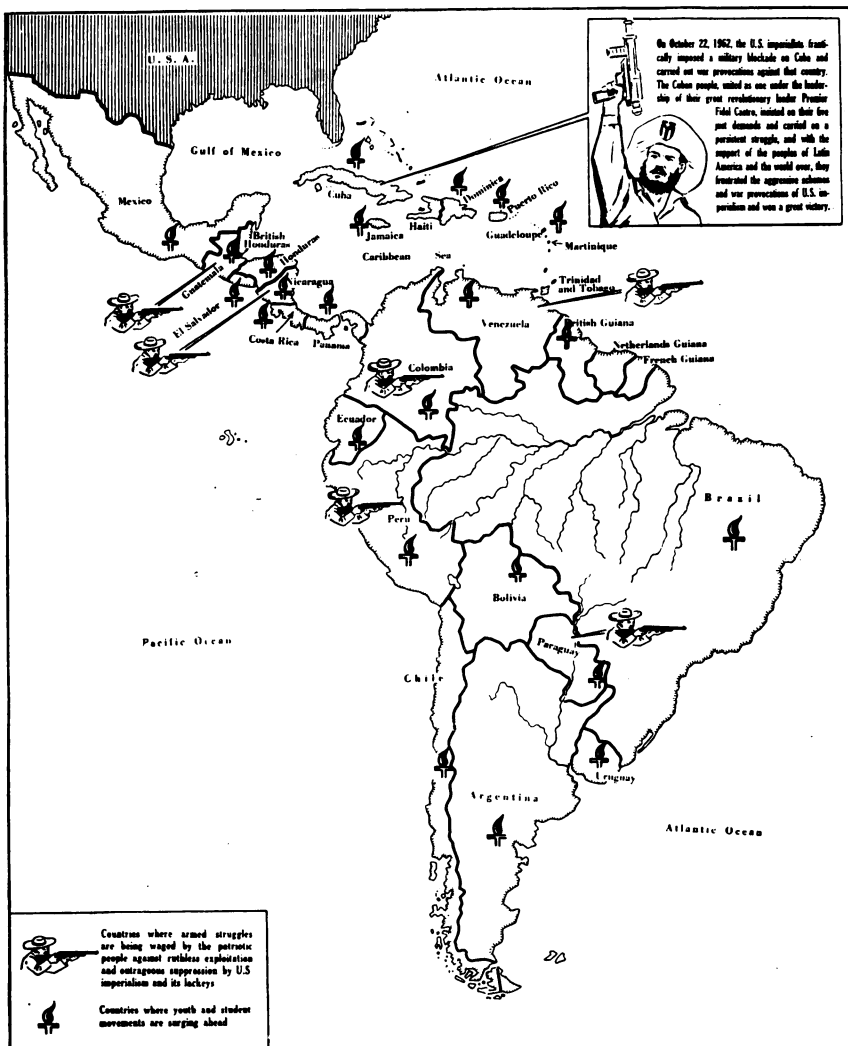 U. S. A.
Atlantic Ocean
On October 22, 1962, the U.S. imperialists franti-
cally imposed a military blockade on Cuba and
carried out war provocations against that country.
The Cuban people, united as one under the leader-
ship of their great revolutionary leader Premier
Fidel Castro, insisted on their five
just demands and carried on a
persistent struggle, and with the
support of the peoples of Latin
America and the world over, they
frustrated the aggressive schemes
and war provocations of U.S. im-
perialism and won a great victory.
Gulf of Mexico
Mexico
Cuba
Dominica
Puerto Rico
Haiti
Jamaica
Guadeloupe
Martinique
British
Honduras
Honduras
Caribbean Sea
Guatemala
Nicaragua
Trinidad
and Tobago
El Salvador
Costa Rica
Panama
Venezuela
British Guiana
Netherlands Guiana
French Guiana
Colombia
Ecuador
Brazil
Peru
Bolivia
Pacific Ocean
Paraguay
Chile
Uruguay
Argentina
Atlantic Ocean
Countries where armed struggles
are being waged by the patriotic
people against ruthless exploitation
and outrageous suppression by U.S
imperialism and its lackeys
Countries where youth and student
movements are surging ahead